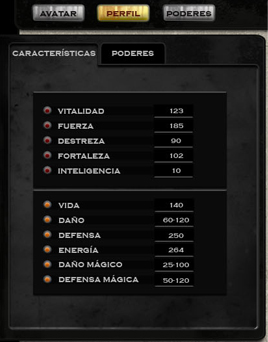 AVATAR PERFIL PODERES
CARACTERÍSTICAS PODERES
VITALIDAD 123
FUERZA 185
DESTREZA 90
FORTALEZA 102
INTELIGENCIA 10
VIDA 140
DAÑO 60-120
DEFENSA 250
ENERGÍA 264
DAÑO MÁGICO 25-100
DEFENSA MÁGICA 50-120